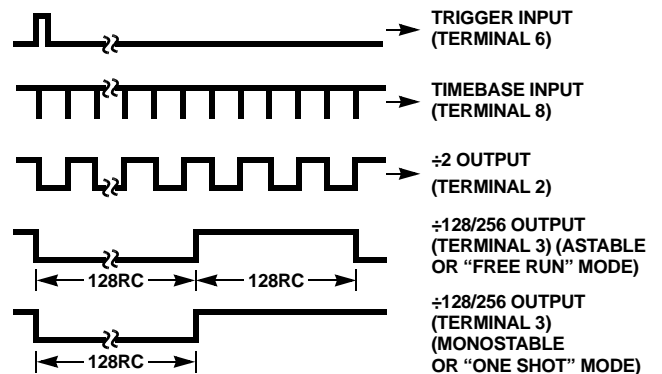 TRIGGER INPUT
(TERMINAL 6)
TIMEBASE INPUT
(TERMINAL 8)
÷2 OUTPUT
(TERMINAL 2)
÷128/256 OUTPUT
(TERMINAL 3) (ASTABLE
OR “FREE RUN” MODE)
128RC
128RC
÷128/256 OUTPUT
(TERMINAL 3)
(MONOSTABLE
OR “ONE SHOT” MODE)
128RC